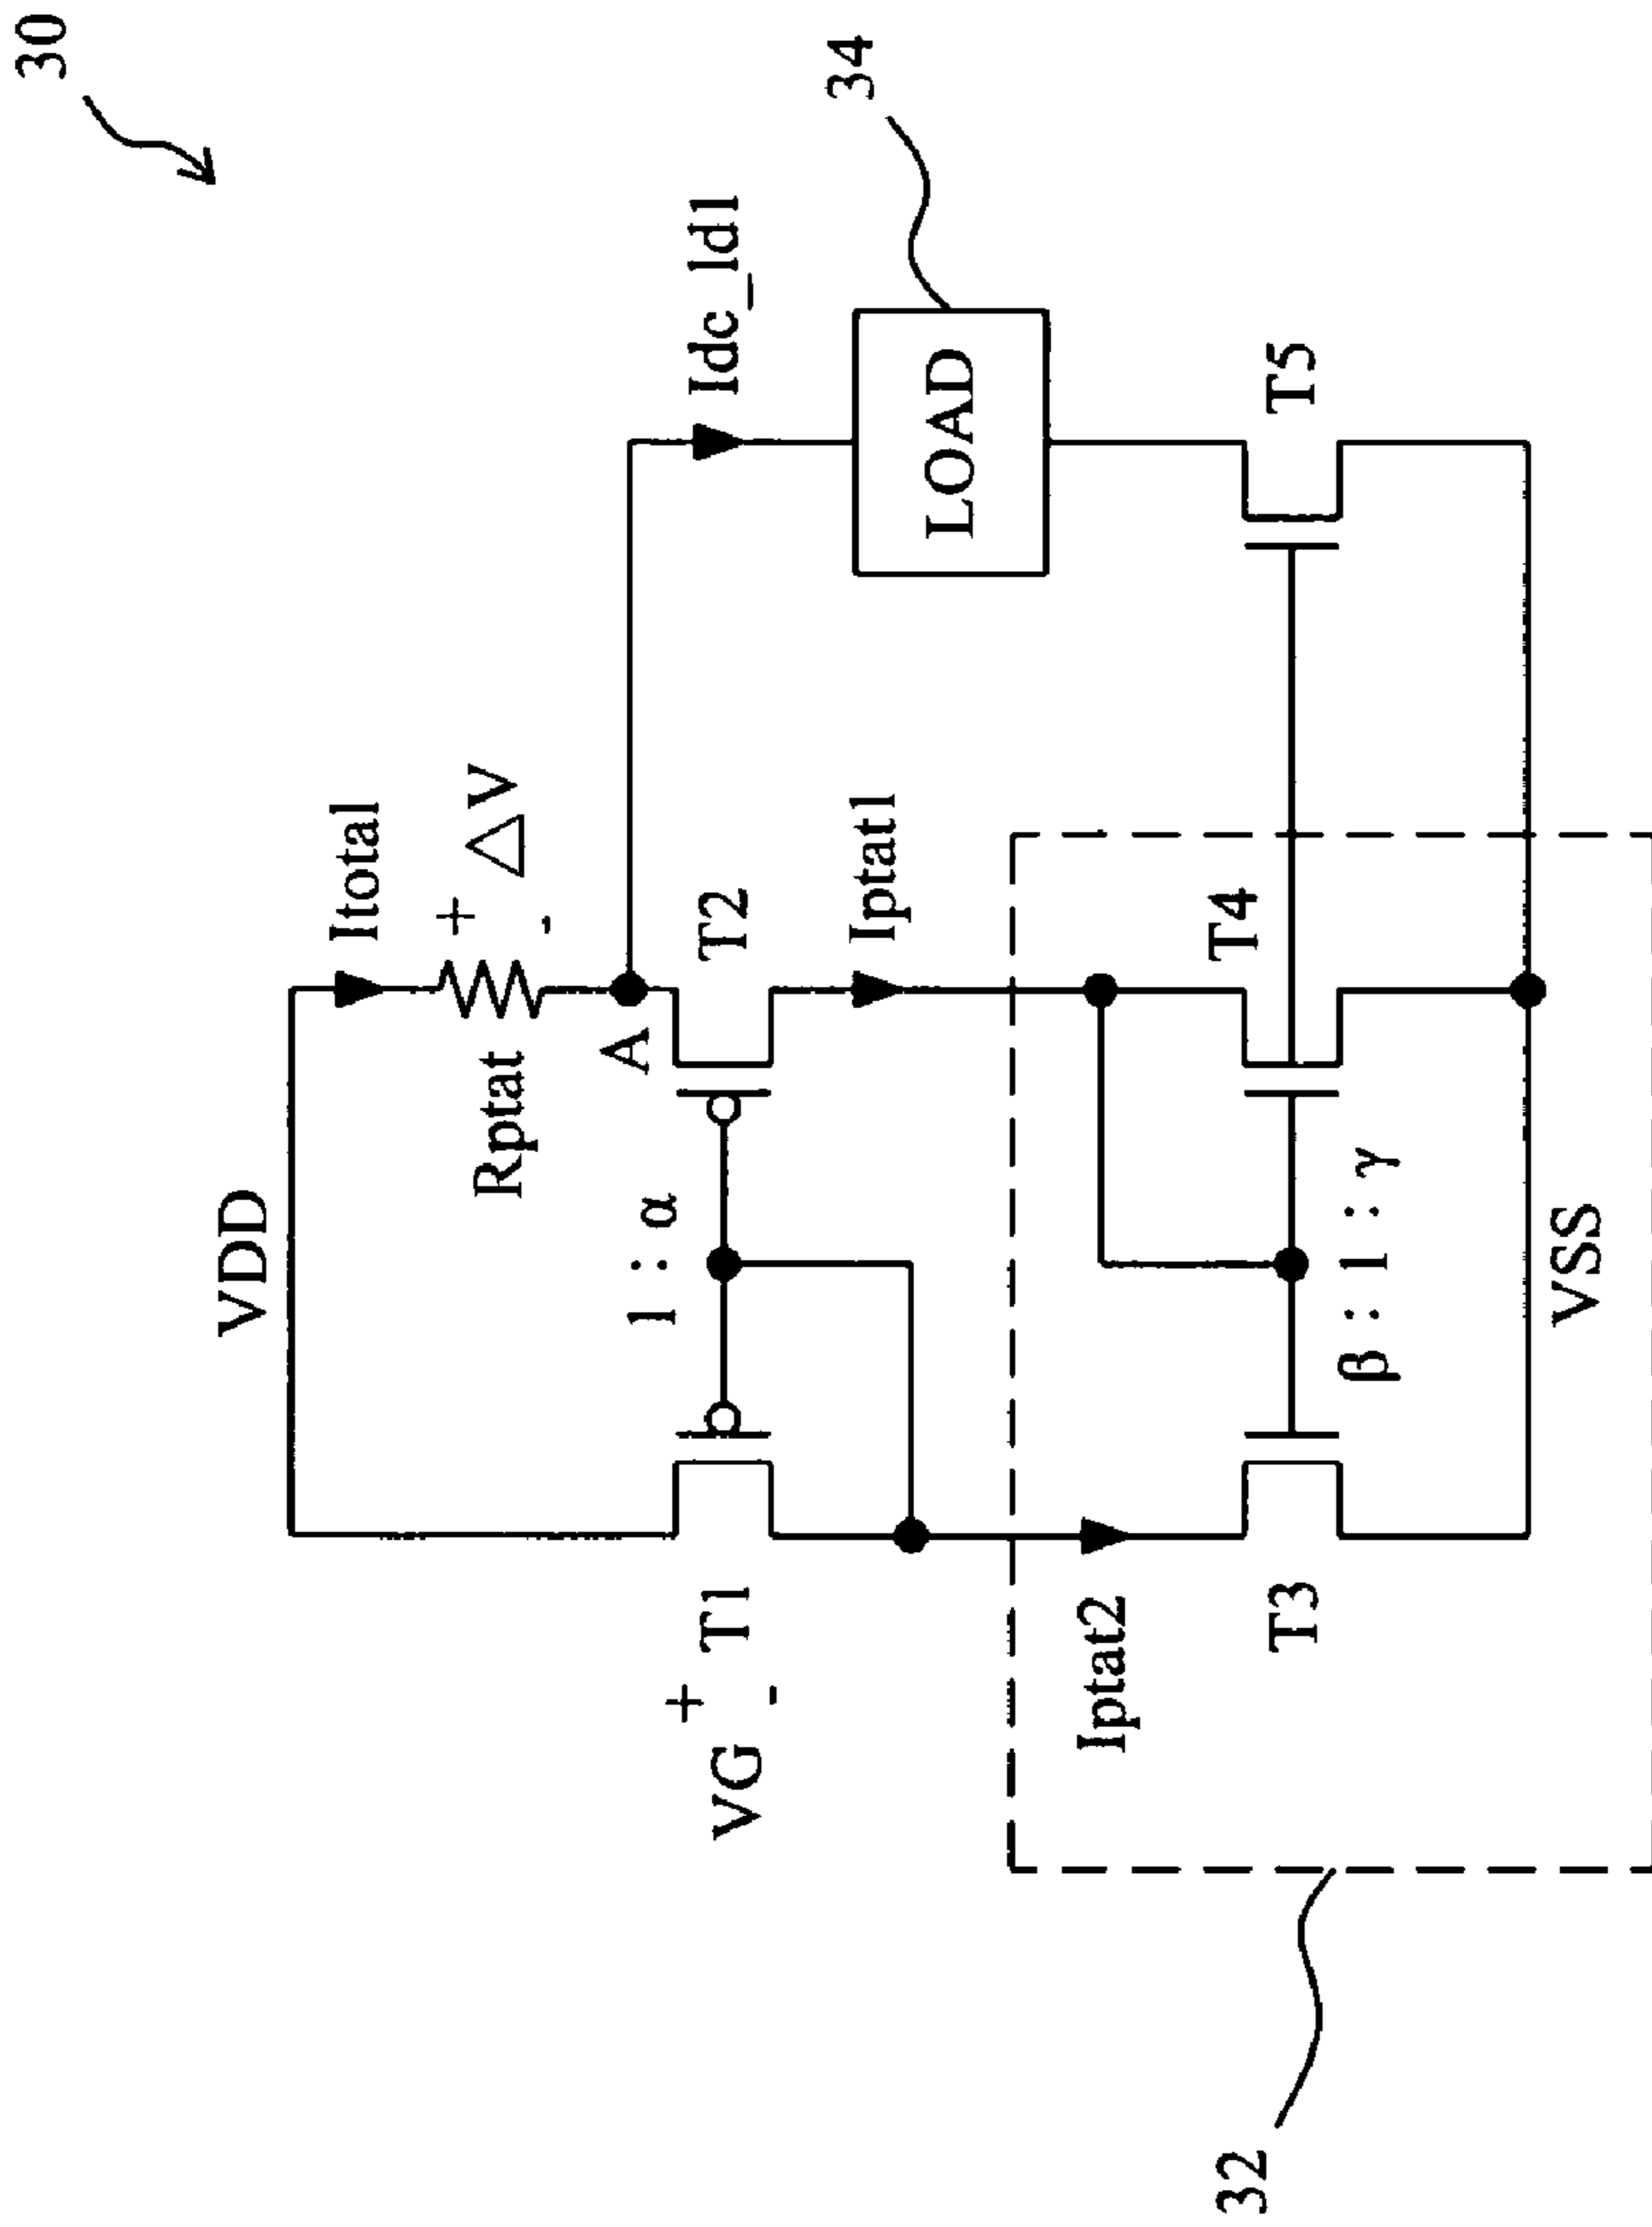 30
VDD
Itotal
Rptat
+
△V
-
A
1 : α
T2
Idc_ld1
34
VG
+
T1
-
Iptat1
LOAD
Iptat2
T4
T3
T5
β : 1 : γ
VSS
32